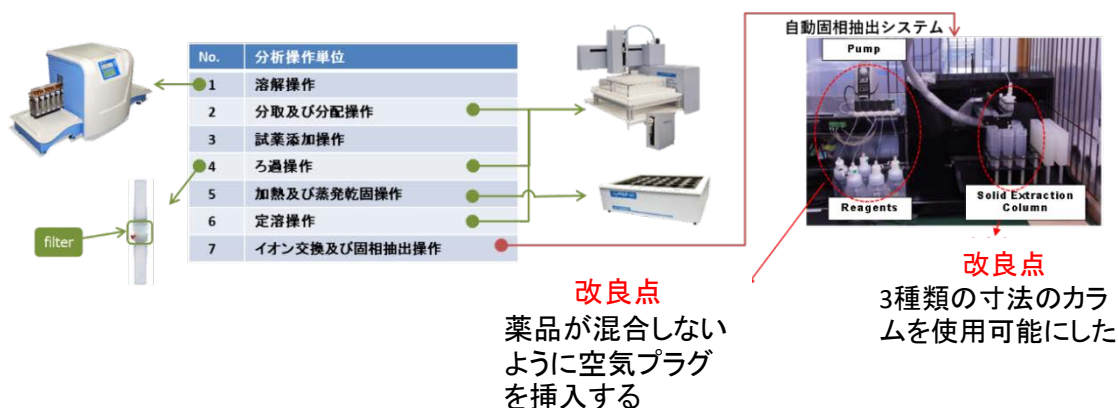 自動固相抽出システム
Pump
Reagents
Solid Extraction
Column
No. 分析操作単位
1 溶解操作
2 分取及び分配操作
3 試薬添加操作
4 ろ過操作
5 加熱及び蒸発乾固操作
6 定溶操作
7 イオン交換及び固相抽出操作
filter
改良点
薬品が混合しない
ように空気プラグ
を挿入する
改良点
3種類の寸法のカラ
ムを使用可能にした